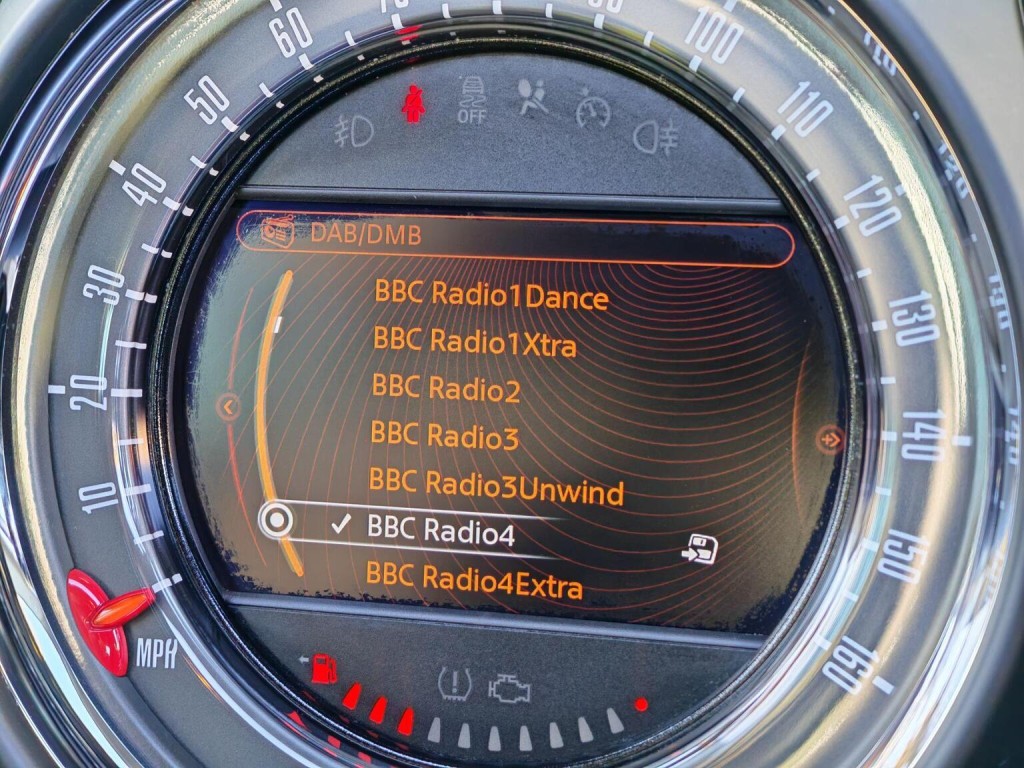 60
50
40
30
20
10
MPH
100
110
120
130
140
150
160
OFF
DAB/DMB
BBC Radio1Dance
BBC Radio1Xtra
BBC Radio2
BBC Radio3
BBC Radio3Unwind
✓ BBC Radio4
BBC Radio4Extra